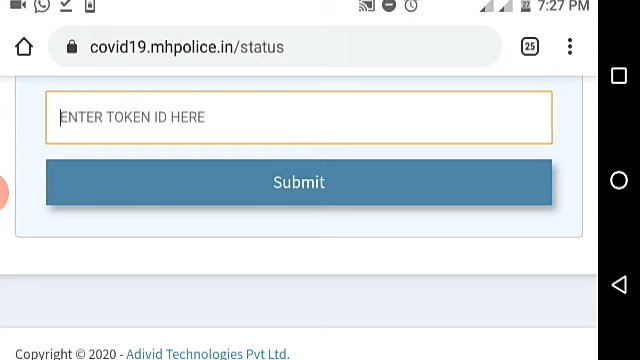 7:27 PM
covid19.mhpolice.in/status
25
ENTER TOKEN ID HERE
Submit
Copyright © 2020 - Adivid Technologies Pvt Ltd.